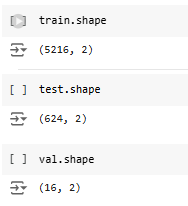 train.shape
(5216, 2)
[ ] test.shape
(624, 2)
[ ] val.shape
(16, 2)